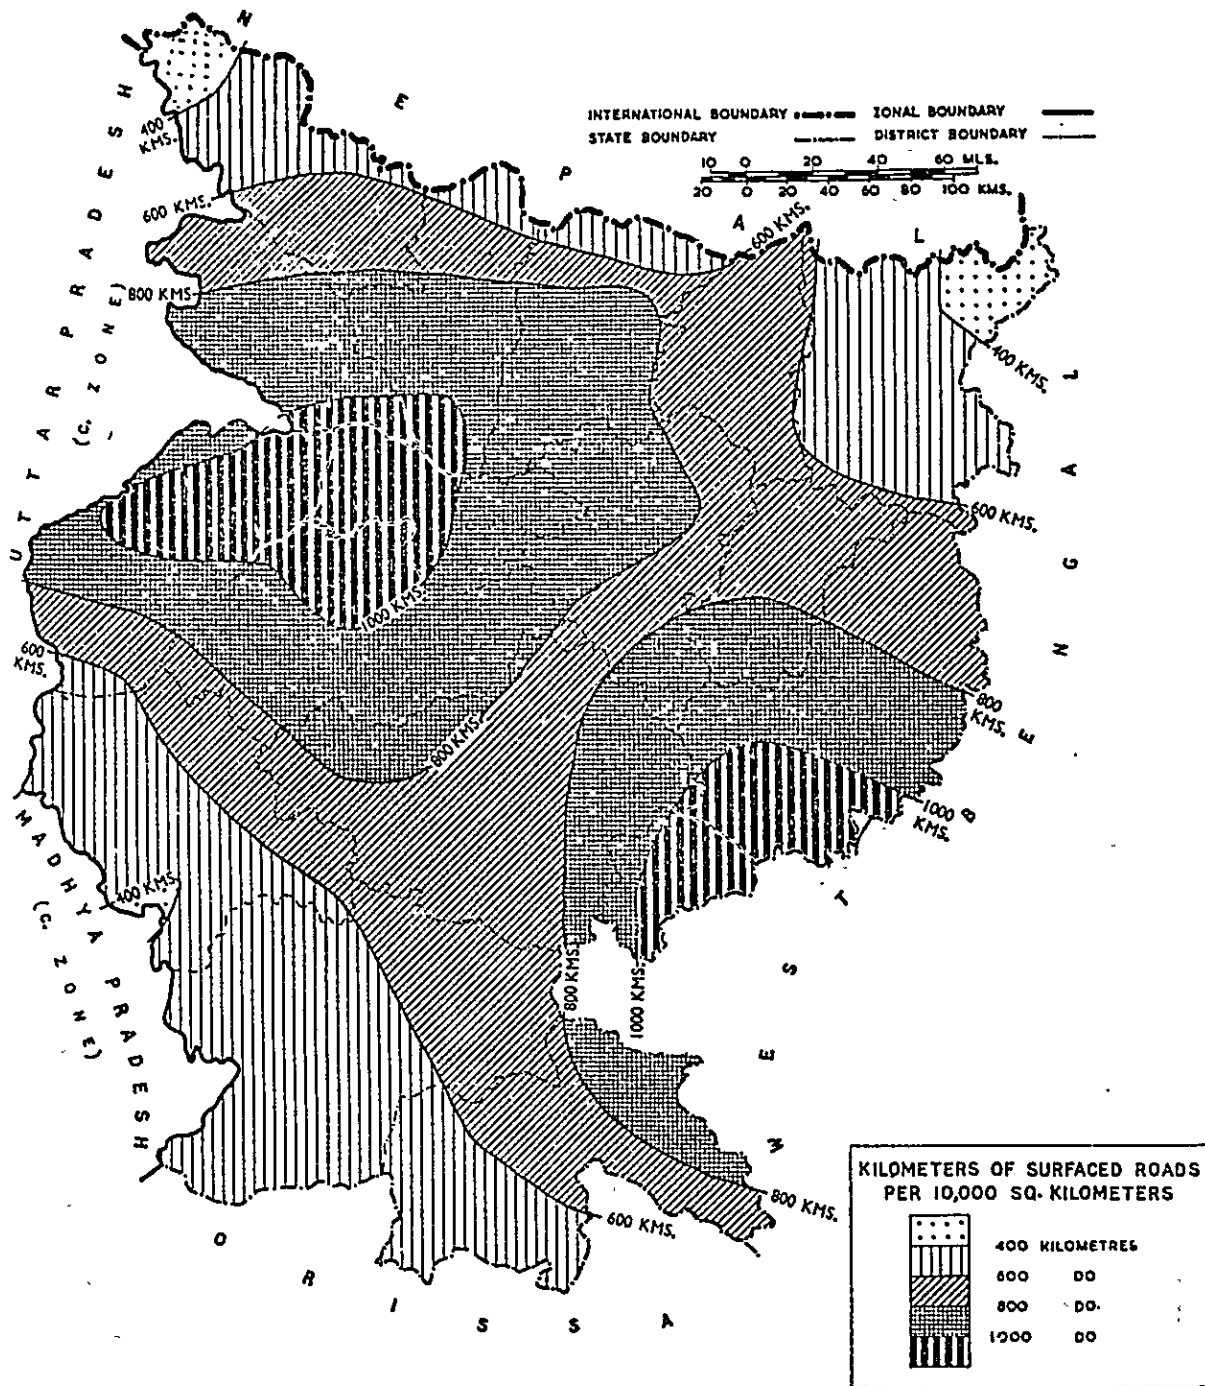 NEPAL
INTERNATIONAL BOUNDARY
ZONAL BOUNDARY
STATE BOUNDARY
DISTRICT BOUNDARY
10 0 20 40 60 MLS.
20 0 20 40 60 80 100 KMS.
400 KMS.
600 KMS.
600 KMS.
800 KMS
400 KMS.
600 KMS.
1000 KMS.
600 KMS.
800 KMS.
800 KMS.
1000 KMS.
400 KMS.
800 KMS.
1000 KMS.
800 KMS.
600 KMS.
UTTAR PRADESH
(C. ZONE)
MADHYA PRADESH
(C. ZONE)
ORISSA
WEST BENGAL
KILOMETERS OF SURFACED ROADS
PER 10,000 SQ. KILOMETERS
400 KILOMETRES
600 DO
800 DO.
1000 DO